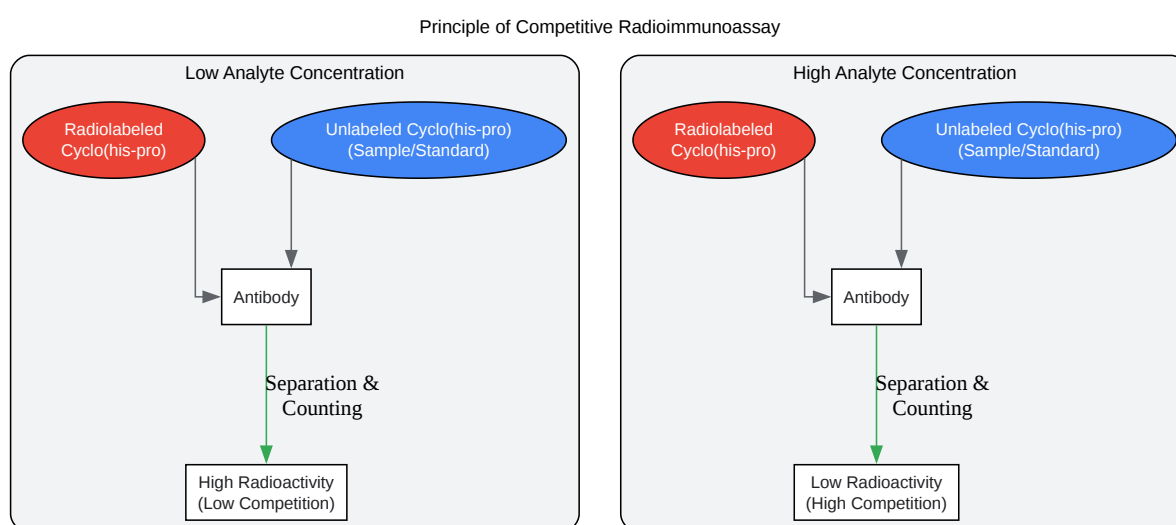 Principle of Competitive Radioimmunoassay
Low Analyte Concentration
Radiolabeled
Cyclo(his-pro)
Unlabeled Cyclo(his-pro)
(Sample/Standard)
Antibody
Separation &
Counting
High Radioactivity
(Low Competition)
High Analyte Concentration
Radiolabeled
Cyclo(his-pro)
Unlabeled Cyclo(his-pro)
(Sample/Standard)
Antibody
Separation &
Counting
Low Radioactivity
(High Competition)